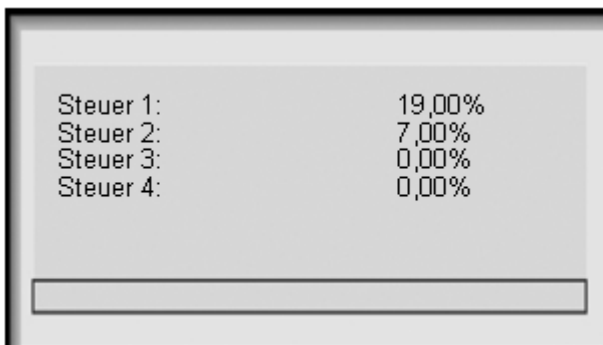 Steuer 1: 19,00%
Steuer 2: 7,00%
Steuer 3: 0,00%
Steuer 4: 0,00%